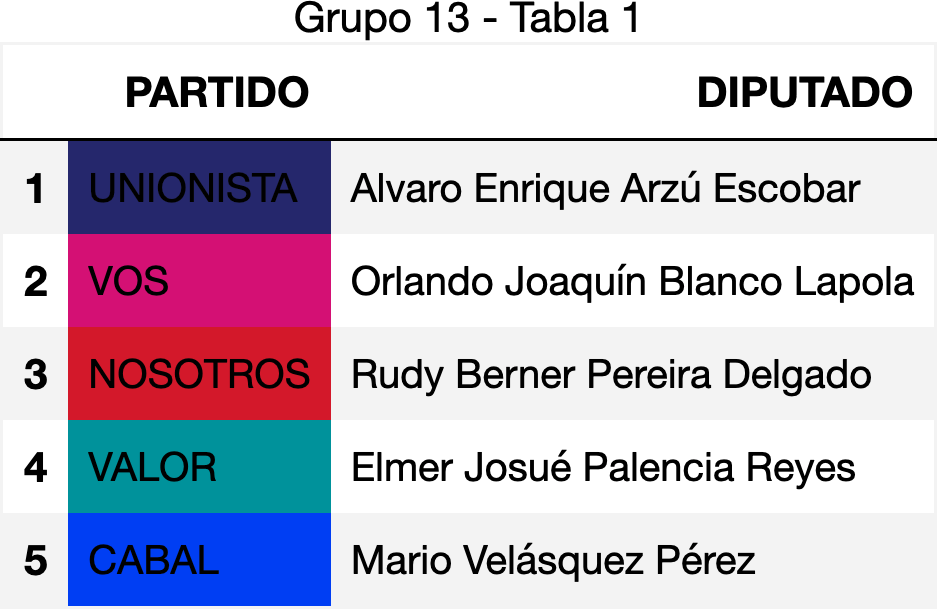 Grupo 13 - Tabla 1
PARTIDO DIPUTADO
1 UNIONISTA Alvaro Enrique Arzú Escobar
2 VOS Orlando Joaquín Blanco Lapola
3 NOSOTROS Rudy Berner Pereira Delgado
4 VALOR Elmer Josué Palencia Reyes
5 CABAL Mario Velásquez Pérez